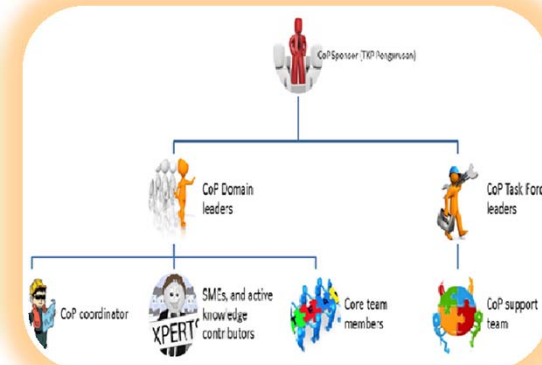 CoP Sponsor (TKP Pengurusan)
CoP Domain
leaders
CoP Task Forc
leaders
CoP coordinator
XPERTS
SMEs, and active
knowledge
contributors
Core team
members
CoP support
team